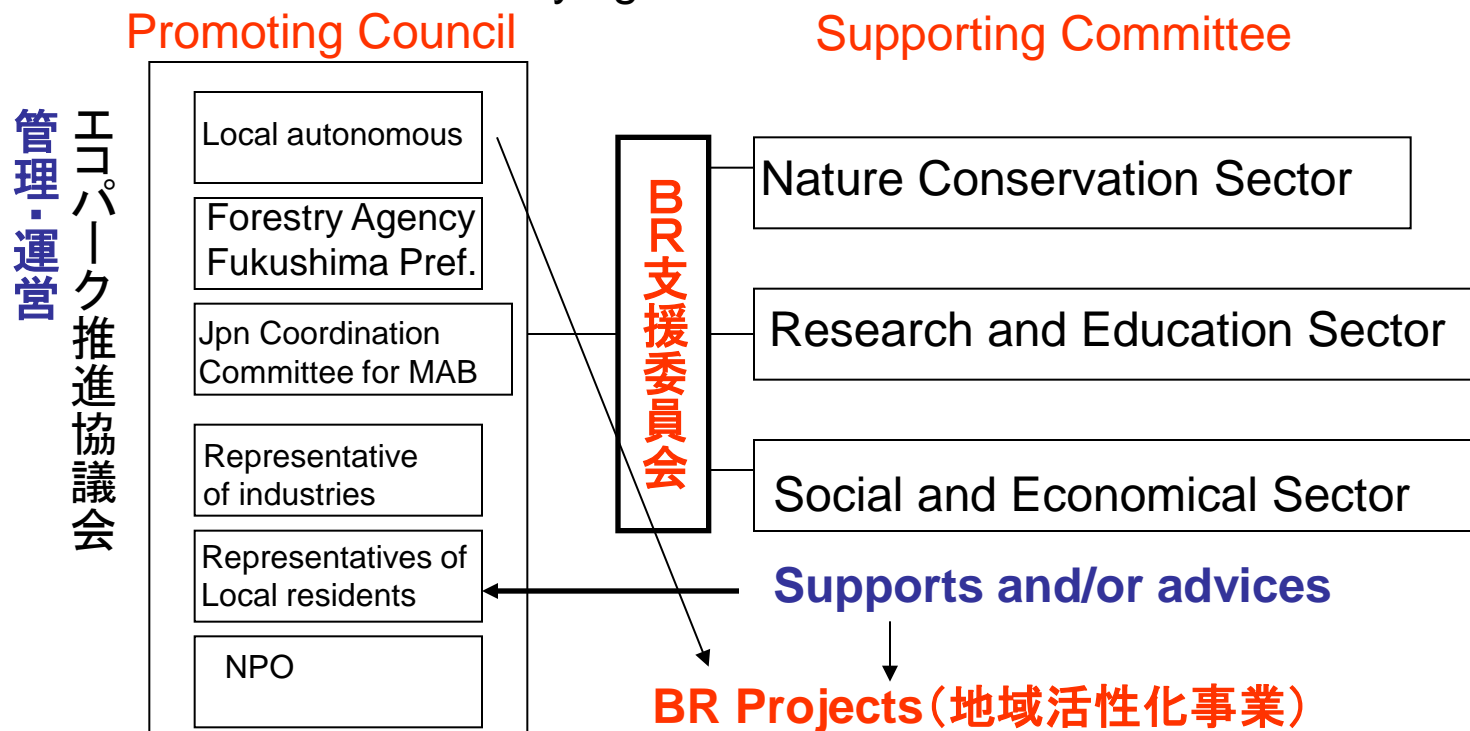 Promoting Council
Supporting Committee
管理・運営
エコパーク推進協議会
Local autonomous
Forestry Agency
Fukushima Pref.
Jpn Coordination
Committee for MAB
Representative
of industries
Representatives of
Local residents
NPO
BR支援委員会
Nature Conservation Sector
Research and Education Sector
Social and Economical Sector
Supports and/or advices
BR Projects（地域活性化事業）